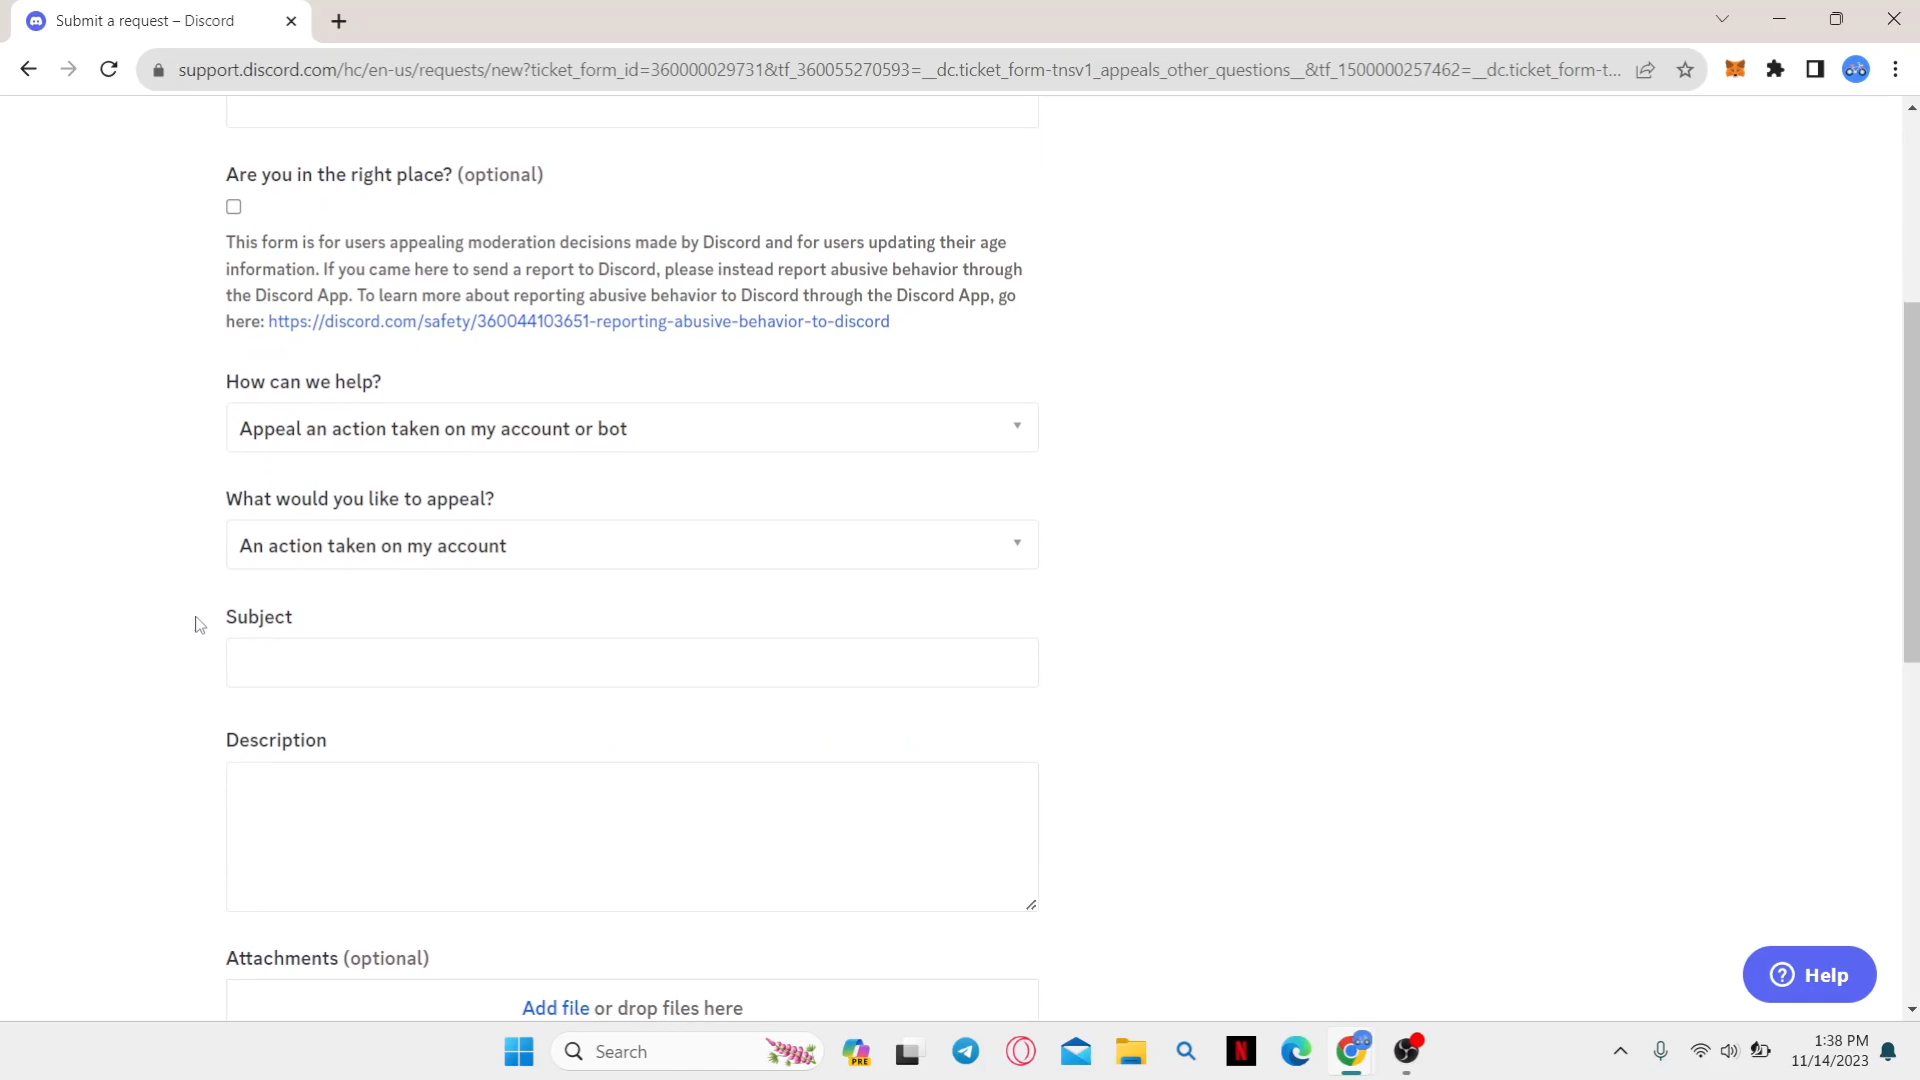 Submit a request – Discord
support.discord.com/hc/en-us/requests/new?ticket_form_id=360000029731&tf_360055270593=__dc.ticket_form-tnsv1_appeals_other_questions__&tf_1500000257462=__dc.ticket_form-t...
Are you in the right place? (optional)
This form is for users appealing moderation decisions made by Discord and for users updating their age
information. If you came here to send a report to Discord, please instead report abusive behavior through
the Discord App. To learn more about reporting abusive behavior to Discord through the Discord App, go
here: https://discord.com/safety/360044103651-reporting-abusive-behavior-to-discord
How can we help?
Appeal an action taken on my account or bot
What would you like to appeal?
An action taken on my account
Subject
Description
Attachments (optional)
Add file or drop files here
Help
Search
PRE
N
1:38 PM
11/14/2023